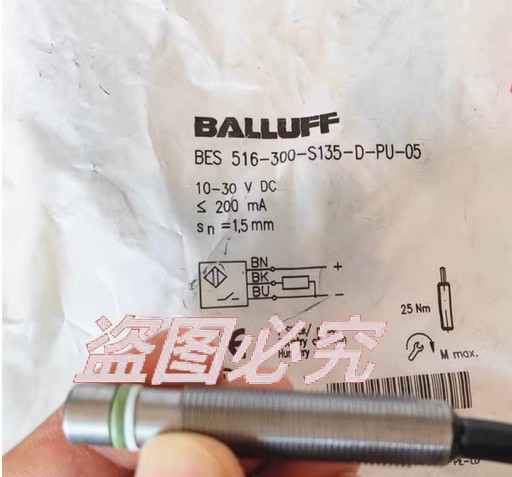 BALLUFF
BES 516-300-S135-D-PU-05
10-30 V DC
≤ 200 mA
sn =1,5 mm
BN
+
BK
BU
−
25 Nm
M max.
Hungary
盗图必究